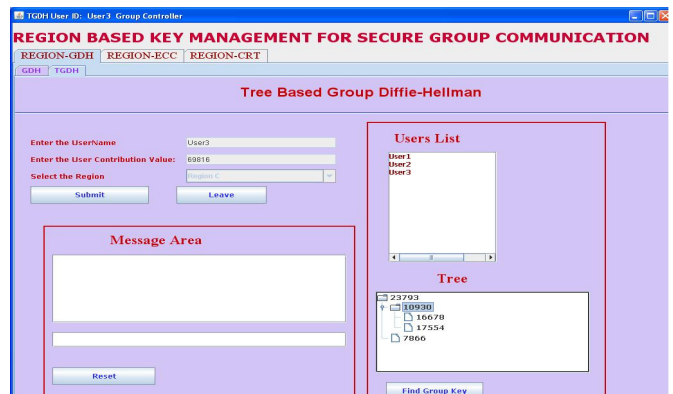 TGDH User ID: User3 Group Controller
REGION BASED KEY MANAGEMENT FOR SECURE GROUP COMMUNICATION
REGION-GDH REGION-ECC REGION-CRT
GDH TGDH
Tree Based Group Diffie-Hellman
Enter the UserName User3
Enter the User Contribution Value: 69816
Select the Region Region C
Submit Leave
Message Area
Reset
Users List
User1
User2
User3
Tree
23793
10930
16678
17554
7866
Find Group Key